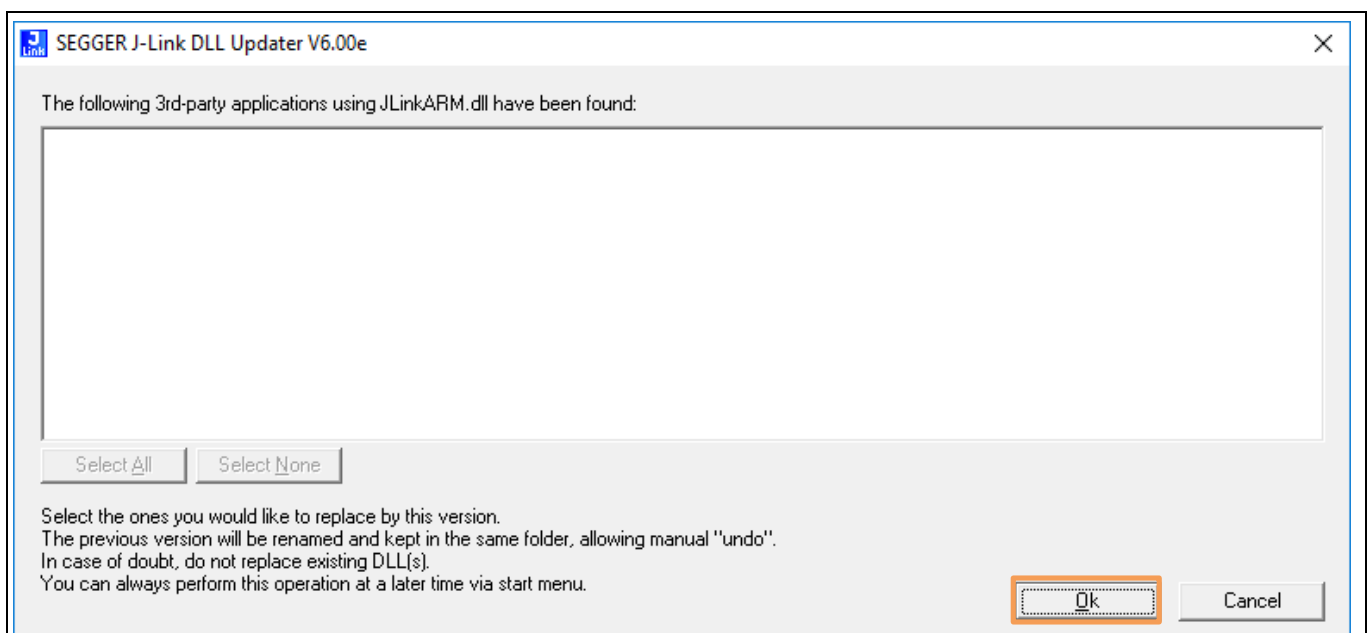 J
Link
SEGGER J-Link DLL Updater V6.00e
The following 3rd-party applications using JLinkARM.dll have been found:
Select All
Select None
Select the ones you would like to replace by this version.
The previous version will be renamed and kept in the same folder, allowing manual "undo".
In case of doubt, do not replace existing DLL(s).
You can always perform this operation at a later time via start menu.
Ok
Cancel